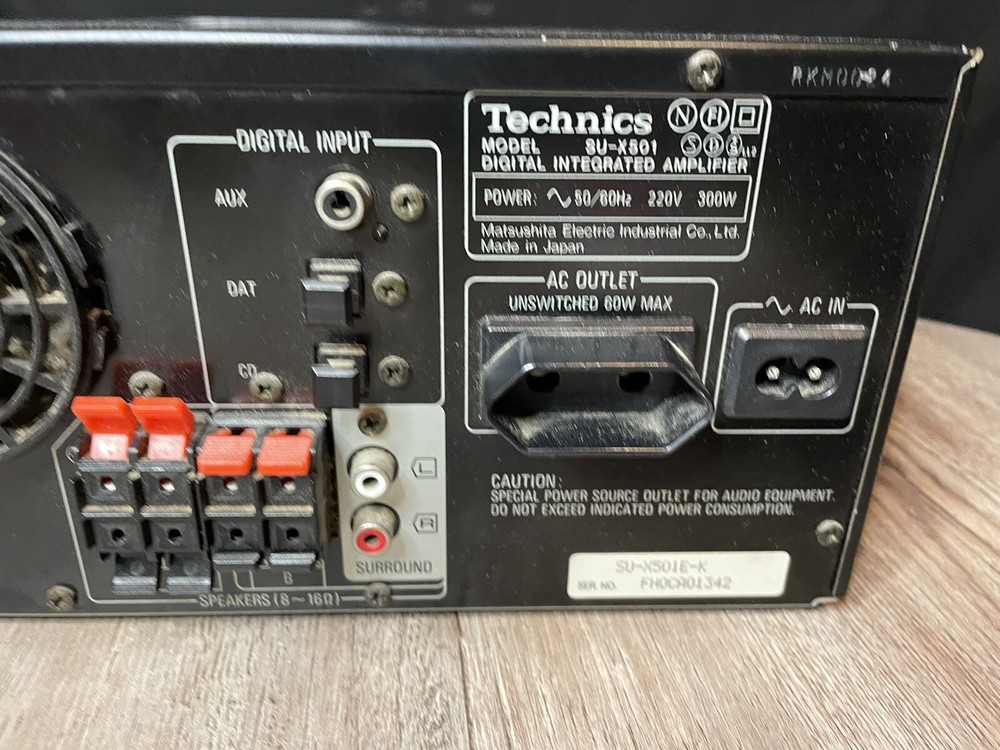 RKM0024
DIGITAL INPUT
AUX
DAT
CD
Technics
N FI
MODEL SU-X501 S D
DIGITAL INTEGRATED AMPLIFIER
POWER: 50/60Hz 220V 300W
Matsushita Electric Industrial Co., Ltd.
Made in Japan
AC OUTLET
UNSWITCHED 60W MAX
AC IN
L
R
SURROUND
B
SPEAKERS (8~16Ω)
CAUTION:
SPECIAL POWER SOURCE OUTLET FOR AUDIO EQUIPMENT.
DO NOT EXCEED INDICATED POWER CONSUMPTION.
SU-X501E-K
SER. NO. FH0CA01342